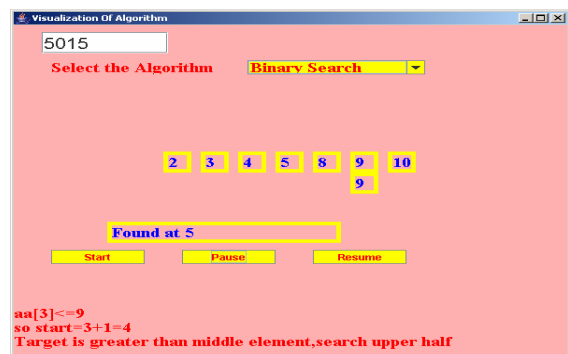 Visualization Of Algorithm
5015
Select the Algorithm Binary Search
2 3 4 5 8 9 10
9
Found at 5
Start Pause Resume
aa[3]<=9
so start=3+1=4
Target is greater than middle element,search upper half